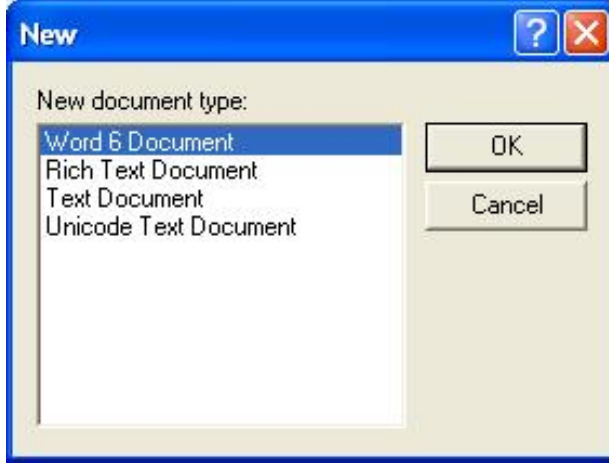 New
?
New document type:
Word 6 Document
Rich Text Document
Text Document
Unicode Text Document
OK
Cancel